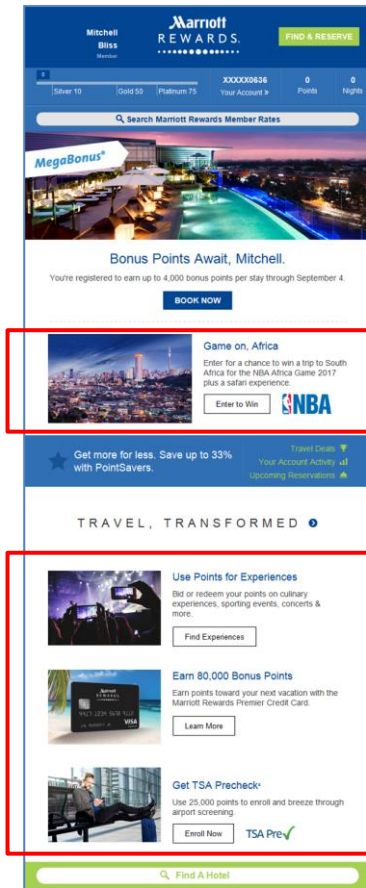 Mitchell
Bliss
Member
Marriott
REWARDS.
FIND & RESERVE
0
Silver 10
Gold 50
Platinum 75
XXXXX0636
Your Account »
0
Points
0
Nights
Search Marriott Rewards Member Rates
MegaBonus®
Bonus Points Await, Mitchell.
You're registered to earn up to 4,000 bonus points per stay through September 4.
BOOK NOW
Game on, Africa
Enter for a chance to win a trip to South
Africa for the NBA Africa Game 2017
plus a safari experience.
Enter to Win
NBA
Get more for less. Save up to 33%
with PointSavers.
Travel Deals
Your Account Activity
Upcoming Reservations
TRAVEL, TRANSFORMED
Use Points for Experiences
Bid or redeem your points on culinary
experiences, sporting events, concerts &
more.
Find Experiences
Earn 80,000 Bonus Points
Earn points toward your next vacation with the
Marriott Rewards Premier Credit Card.
Learn More
Marriott
REWARDS
VISA
Get TSA Precheck
Use 25,000 points to enroll and breeze through
airport screening.
Enroll Now
TSA Pre
Find A Hotel